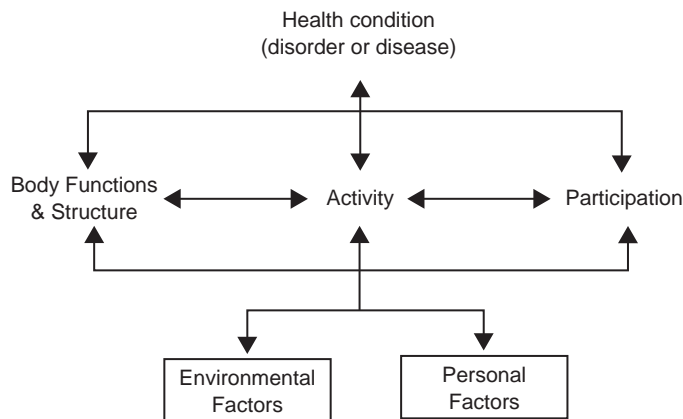 Health condition
(disorder or disease)
Body Functions
& Structure
Activity
Participation
Environmental
Factors
Personal
Factors